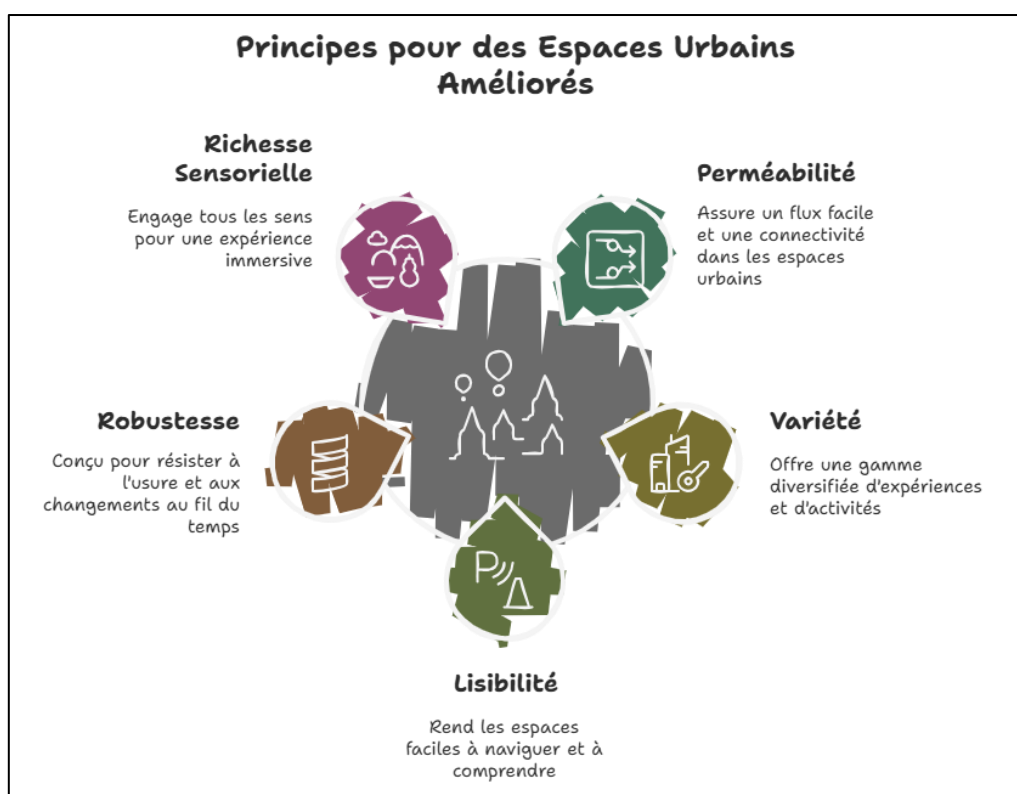 Principes pour des Espaces Urbains
Améliorés
Richesse
Sensorielle
Engage tous les sens
pour une expérience
immersive
Perméabilité
Assure un flux facile
et une connectivité
dans les espaces
urbains
Robustesse
Conçu pour résister à
l'usure et aux
changements au fil du
temps
Variété
Offre une gamme
diversifiée d'expériences
et d'activités
P
Lisibilité
Rend les espaces
faciles à naviguer et à
comprendre